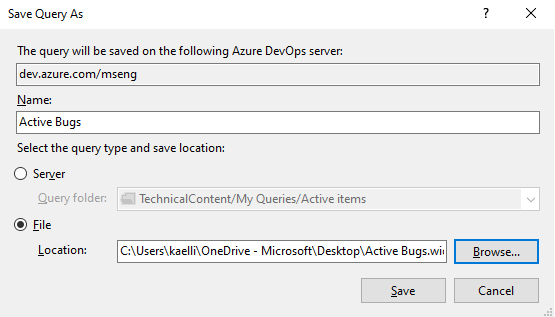 Save Query As
The query will be saved on the following Azure DevOps server:
dev.azure.com/mseng
Name:
Active Bugs
Select the query type and save location:
Server
Query folder: TechnicalContent/My Queries/Active items
File
Location: C:\Users\kaelli\OneDrive - Microsoft\Desktop\Active Bugs.wi
Browse...
Save Cancel